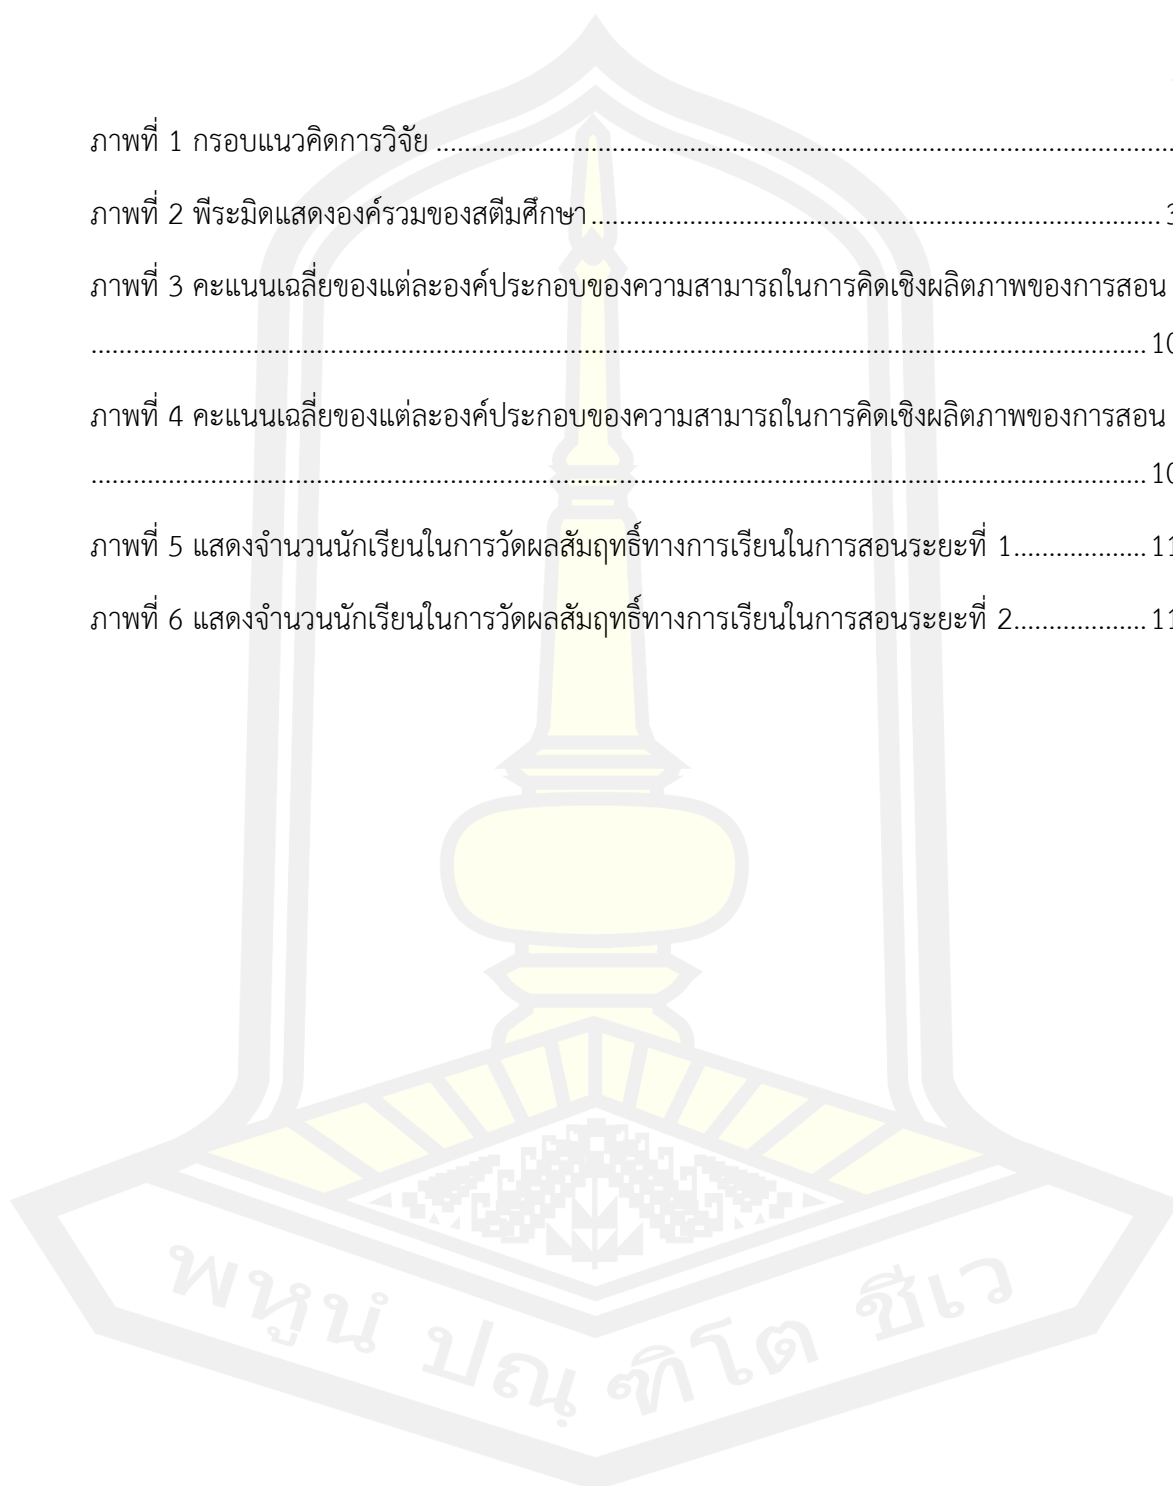 ภาพที่ 1 กรอบแนวคิดการวิจัย ..........................................................................................................
ภาพที่ 2 พีระมิดแสดงองค์รวมของสตีมศึกษา.................................................................................. 3
ภาพที่ 3 คะแนนเฉลี่ยของแต่ละองค์ประกอบของความสามารถในการคิดเชิงผลิตภาพของการสอน
....................................................................................................................................................... 10
ภาพที่ 4 คะแนนเฉลี่ยของแต่ละองค์ประกอบของความสามารถในการคิดเชิงผลิตภาพของการสอน
....................................................................................................................................................... 10
ภาพที่ 5 แสดงจำนวนนักเรียนในการวัดผลสัมฤทธิ์ทางการเรียนในการสอนระยะที่ 1................... 11
ภาพที่ 6 แสดงจำนวนนักเรียนในการวัดผลสัมฤทธิ์ทางการเรียนในการสอนระยะที่ 2................... 11
พหูนํ ปณฺฑิโต ชีเว